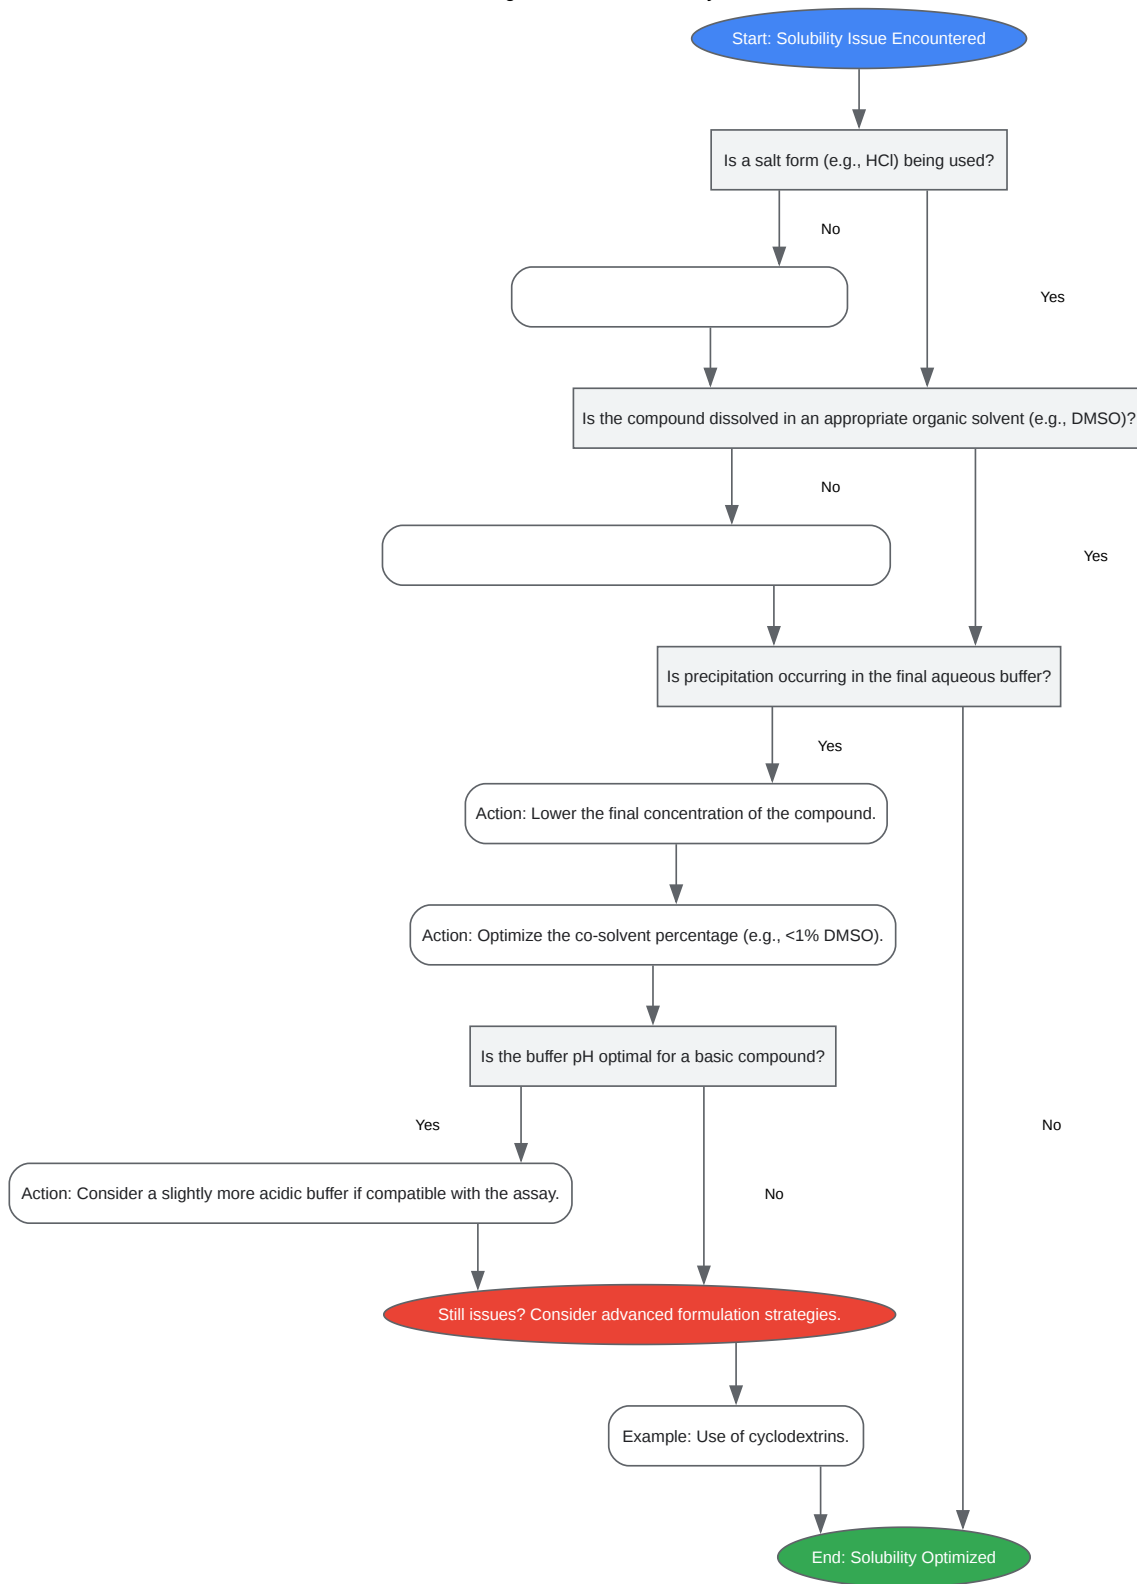 Start: Solubility Issue Encountered
Is a salt form (e.g., HCl) being used?
No
Yes
Is the compound dissolved in an appropriate organic solvent (e.g., DMSO)?
No
Yes
Is precipitation occurring in the final aqueous buffer?
Yes
Action: Lower the final concentration of the compound.
Action: Optimize the co-solvent percentage (e.g., <1% DMSO).
Is the buffer pH optimal for a basic compound?
Yes
No
Action: Consider a slightly more acidic buffer if compatible with the assay.
No
Still issues? Consider advanced formulation strategies.
Example: Use of cyclodextrins.
End: Solubility Optimized